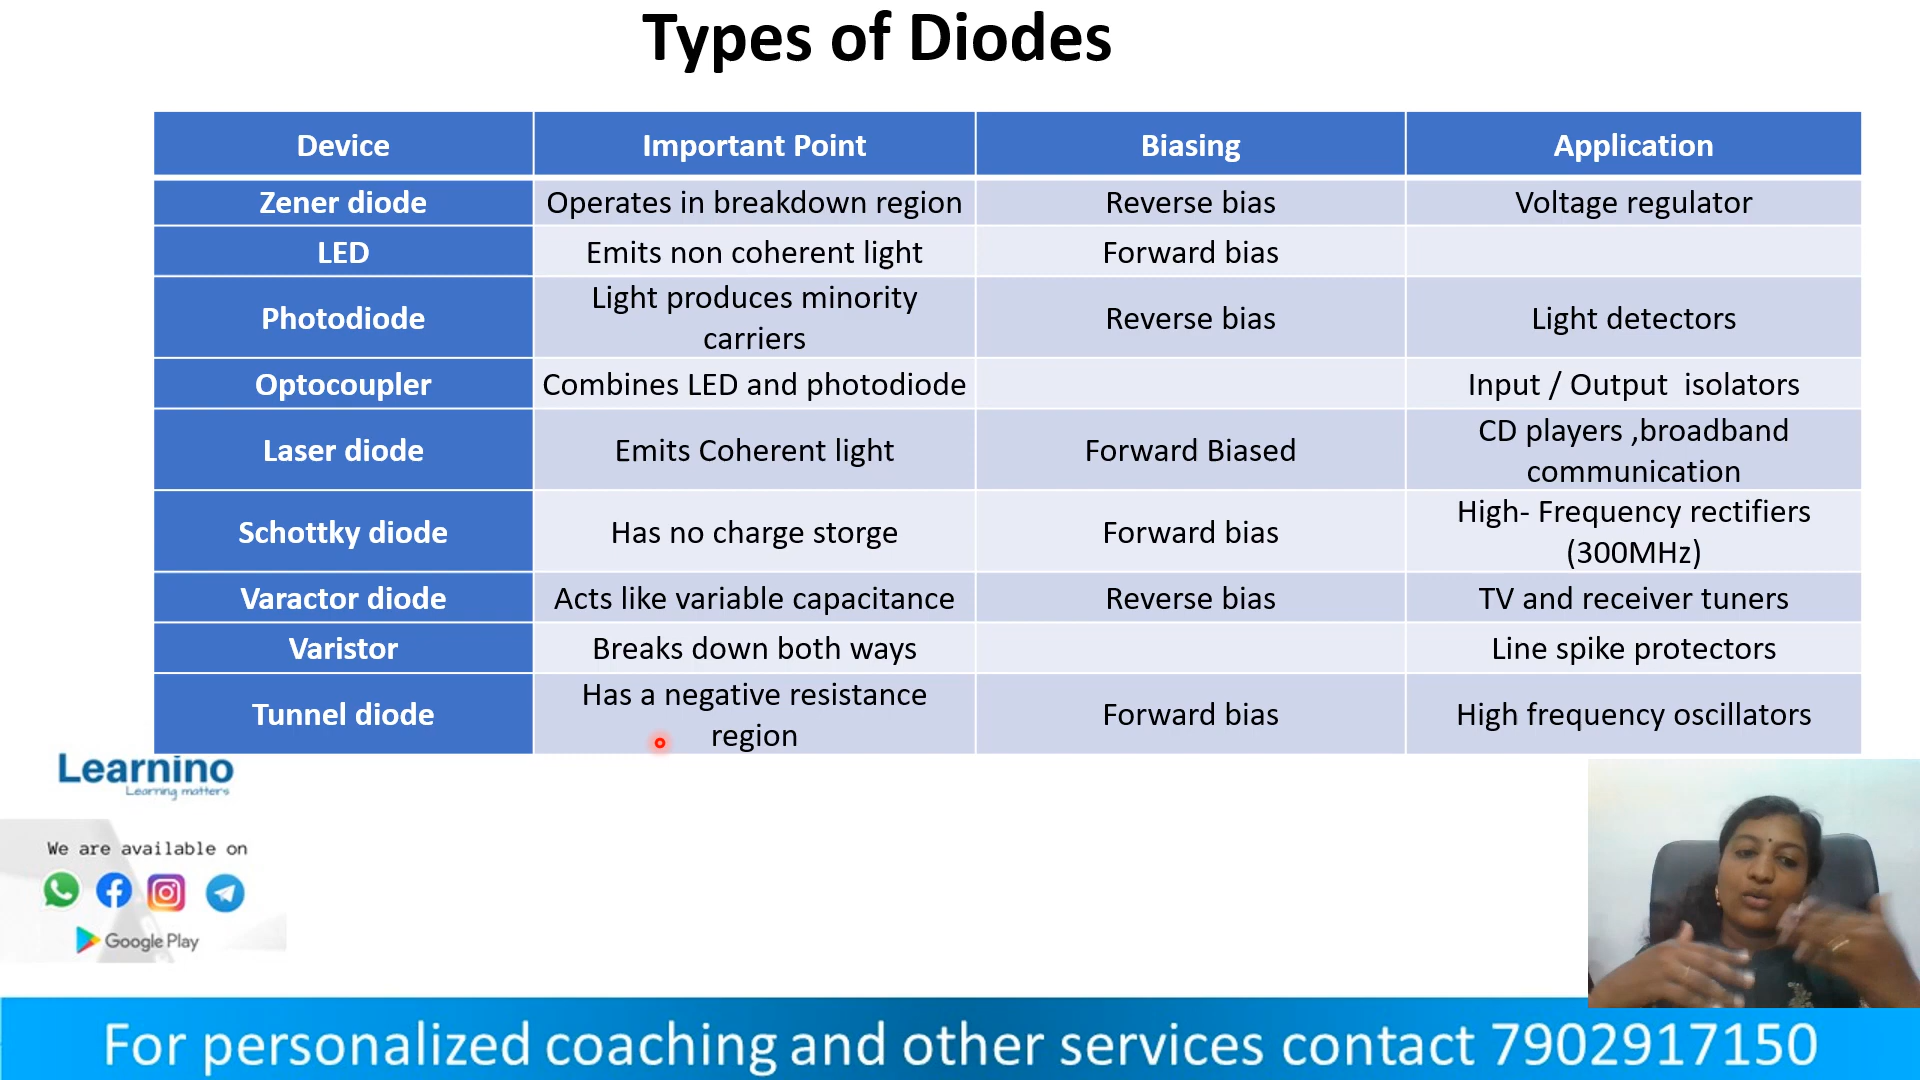 Types of Diodes
Device Important Point Biasing Application
Zener diode Operates in breakdown region Reverse bias Voltage regulator
LED Emits non coherent light Forward bias
Photodiode Light produces minority carriers Reverse bias Light detectors
Optocoupler Combines LED and photodiode Input / Output isolators
Laser diode Emits Coherent light Forward Biased CD players ,broadband communication
Schottky diode Has no charge storge Forward bias High- Frequency rectifiers (300MHz)
Varactor diode Acts like variable capacitance Reverse bias TV and receiver tuners
Varistor Breaks down both ways Line spike protectors
Tunnel diode Has a negative resistance region Forward bias High frequency oscillators
Learnino
Learning matters
We are available on
Google Play
For personalized coaching and other services contact 7902917150